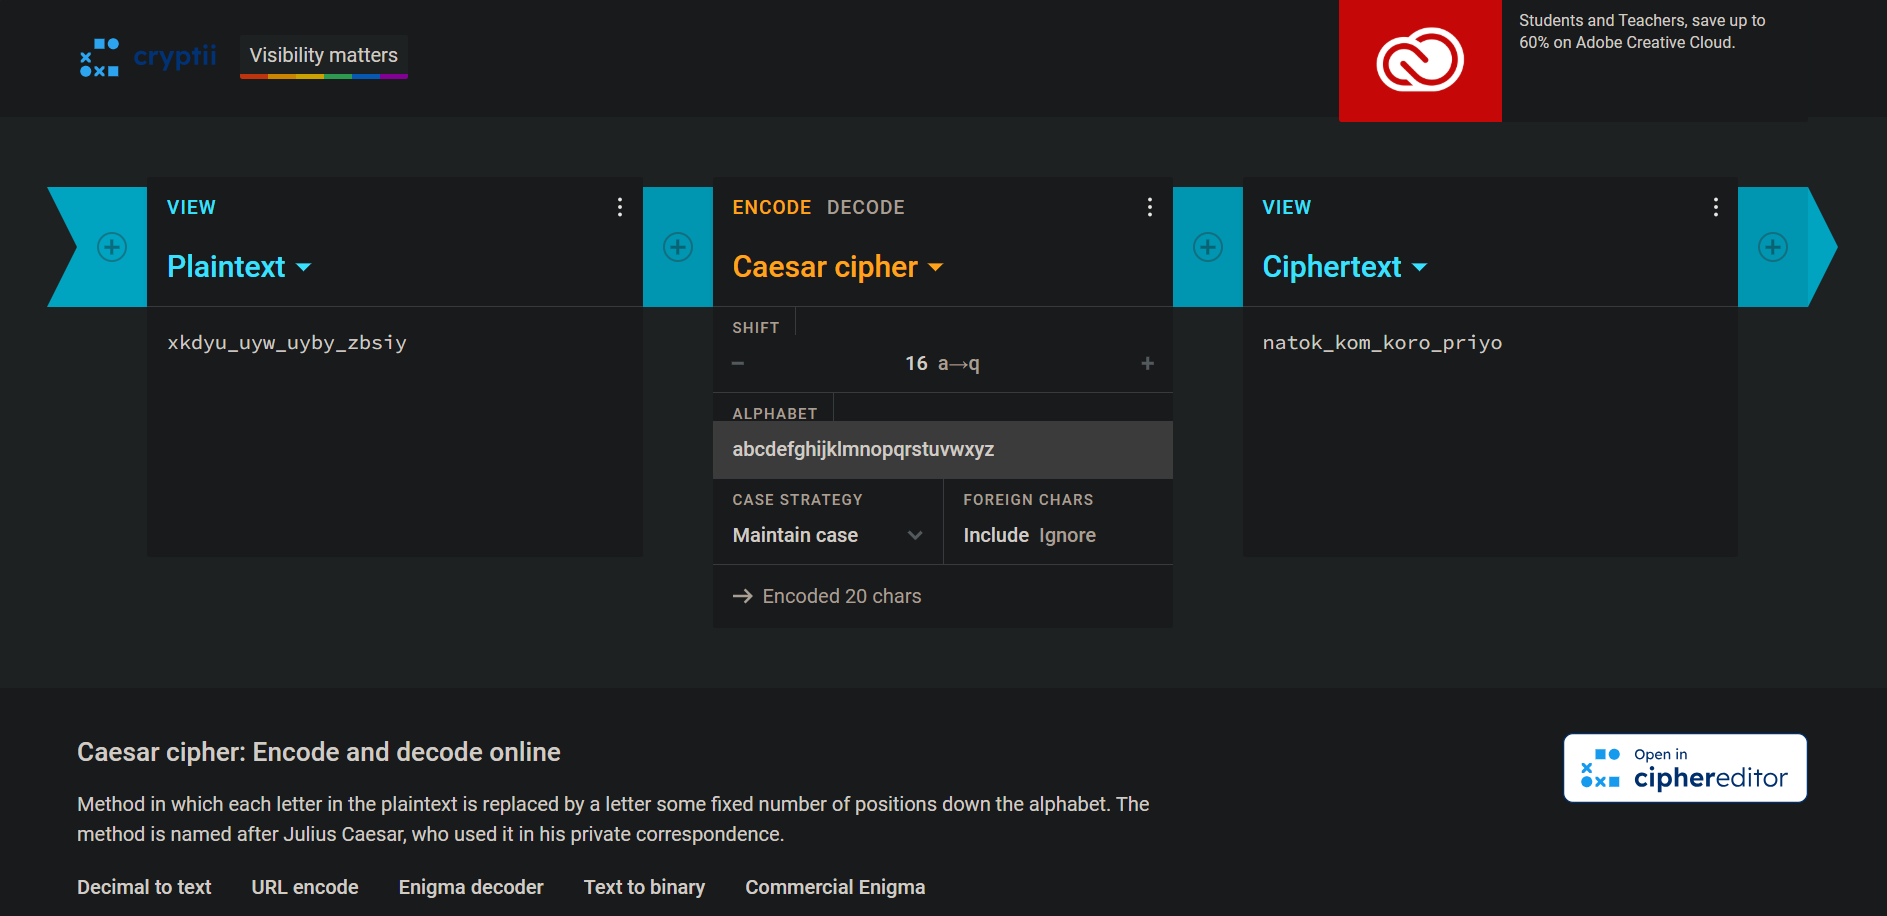 cryptii
Visibility matters
Students and Teachers, save up to
60% on Adobe Creative Cloud.
VIEW
Plaintext
xkdyu_uyw_uyby_zbsiy
ENCODE DECODE
Caesar cipher
SHIFT
− 16 a→q +
ALPHABET
abcdefghijklmnopqrstuvwxyz
CASE STRATEGY
Maintain case
FOREIGN CHARS
Include Ignore
→ Encoded 20 chars
VIEW
Ciphertext
natok_kom_koro_priyo
Caesar cipher: Encode and decode online
Method in which each letter in the plaintext is replaced by a letter some fixed number of positions down the alphabet. The
method is named after Julius Caesar, who used it in his private correspondence.
Open in
ciphereditor
Decimal to text URL encode Enigma decoder Text to binary Commercial Enigma